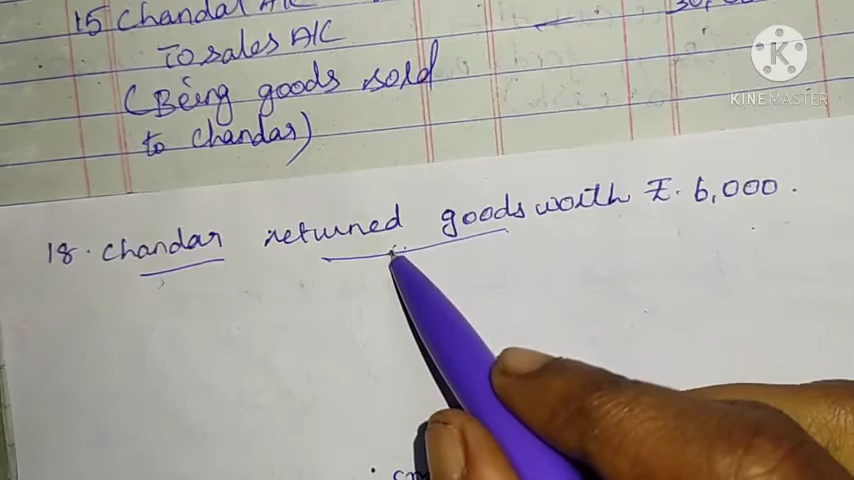 15 Chandar A/c
To sales A/C
(Being goods sold
to Chandar)
KINEMASTER
18. Chandar returned goods worth ₹. 6,000.